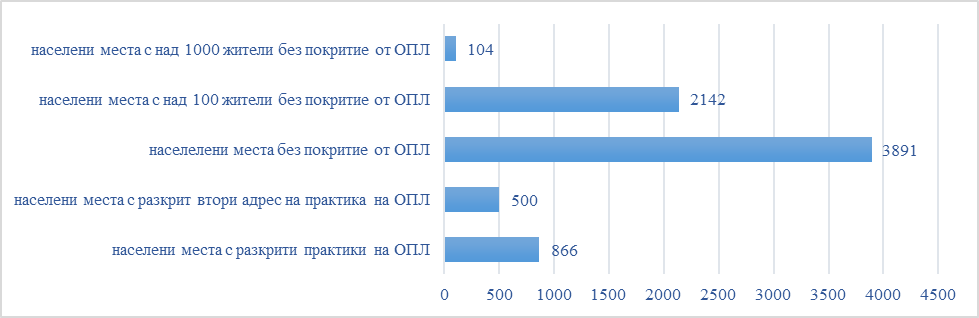 населени места с над 1000 жители без покритие от ОПЛ 104
населени места с над 100 жители без покритие от ОПЛ 2142
населелени места без покритие от ОПЛ 3891
населени места с разкрит втори адрес на практика на ОПЛ 500
населени места с разкрити практики на ОПЛ 866
0 500 1000 1500 2000 2500 3000 3500 4000 4500